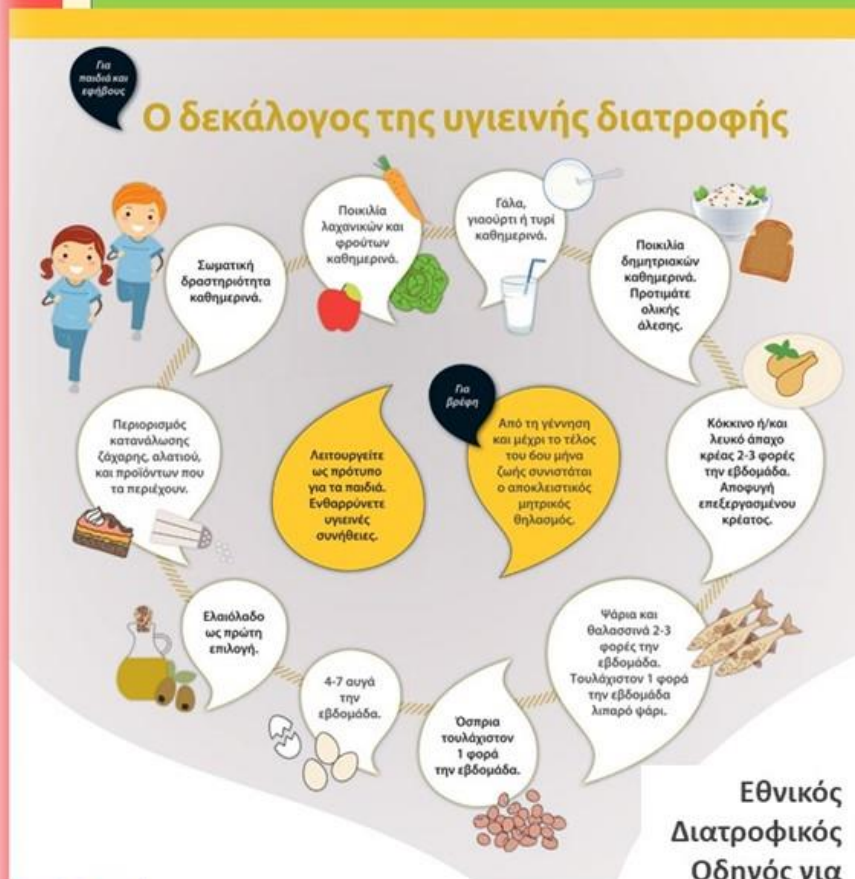 Για
παιδιά και
εφήβους
Ο δεκάλογος της υγιεινής διατροφής
Σωματική
δραστηριότητα
καθημερινά.
Ποικιλία
λαχανικών και
φρούτων
καθημερινά.
Γάλα,
γιαούρτι ή τυρί
καθημερινά.
Ποικιλία
δημητριακών
καθημερινά.
Προτιμάτε
ολικής
άλεσης.
Κόκκινο ή/και
λευκό άπαχο
κρέας 2-3 φορές
την εβδομάδα.
Αποφυγή
επεξεργασμένου
κρέατος.
Ψάρια και
θαλασσινά 2-3
φορές την
εβδομάδα.
Τουλάχιστον 1 φορά
την εβδομάδα
λιπαρό ψάρι.
Όσπρια
τουλάχιστον
1 φορά
την εβδομάδα.
4-7 αυγά
την
εβδομάδα.
Ελαιόλαδο
ως πρώτη
επιλογή.
Περιορισμός
κατανάλωσης
ζάχαρης, αλατιού,
και προϊόντων που
τα περιέχουν.
Λειτουργείτε
ως πρότυπο
για τα παιδιά.
Ενθαρρύνετε
υγιεινές
συνήθειες.
Για
βρέφη
Από τη γέννηση
και μέχρι το τέλος
του 6ου μήνα
ζωής συνιστάται
ο αποκλειστικός
μητρικός
θηλασμός.
Εθνικός
Διατροφικός
Οδηγός για